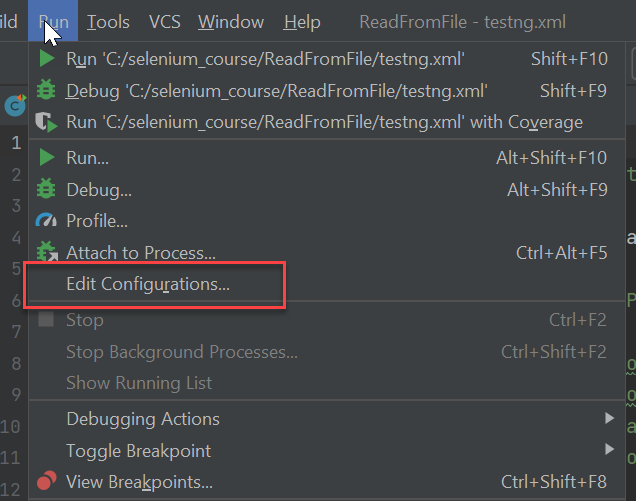 ild Run Tools VCS Window Help ReadFromFile - testng.xml
Run 'C:/selenium_course/ReadFromFile/testng.xml' Shift+F10
Debug 'C:/selenium_course/ReadFromFile/testng.xml' Shift+F9
Run 'C:/selenium_course/ReadFromFile/testng.xml' with Coverage
1 Run... Alt+Shift+F10
2 Debug... Alt+Shift+F9 t
3 Profile...
4 Attach to Process... Ctrl+Alt+F5 a
5 Edit Configurations...
6 P
7 Stop Ctrl+F2
8 Stop Background Processes... Ctrl+Shift+F2 o
9 Show Running List o
10 Debugging Actions a
11 Toggle Breakpoint o
12 View Breakpoints... Ctrl+Shift+F8